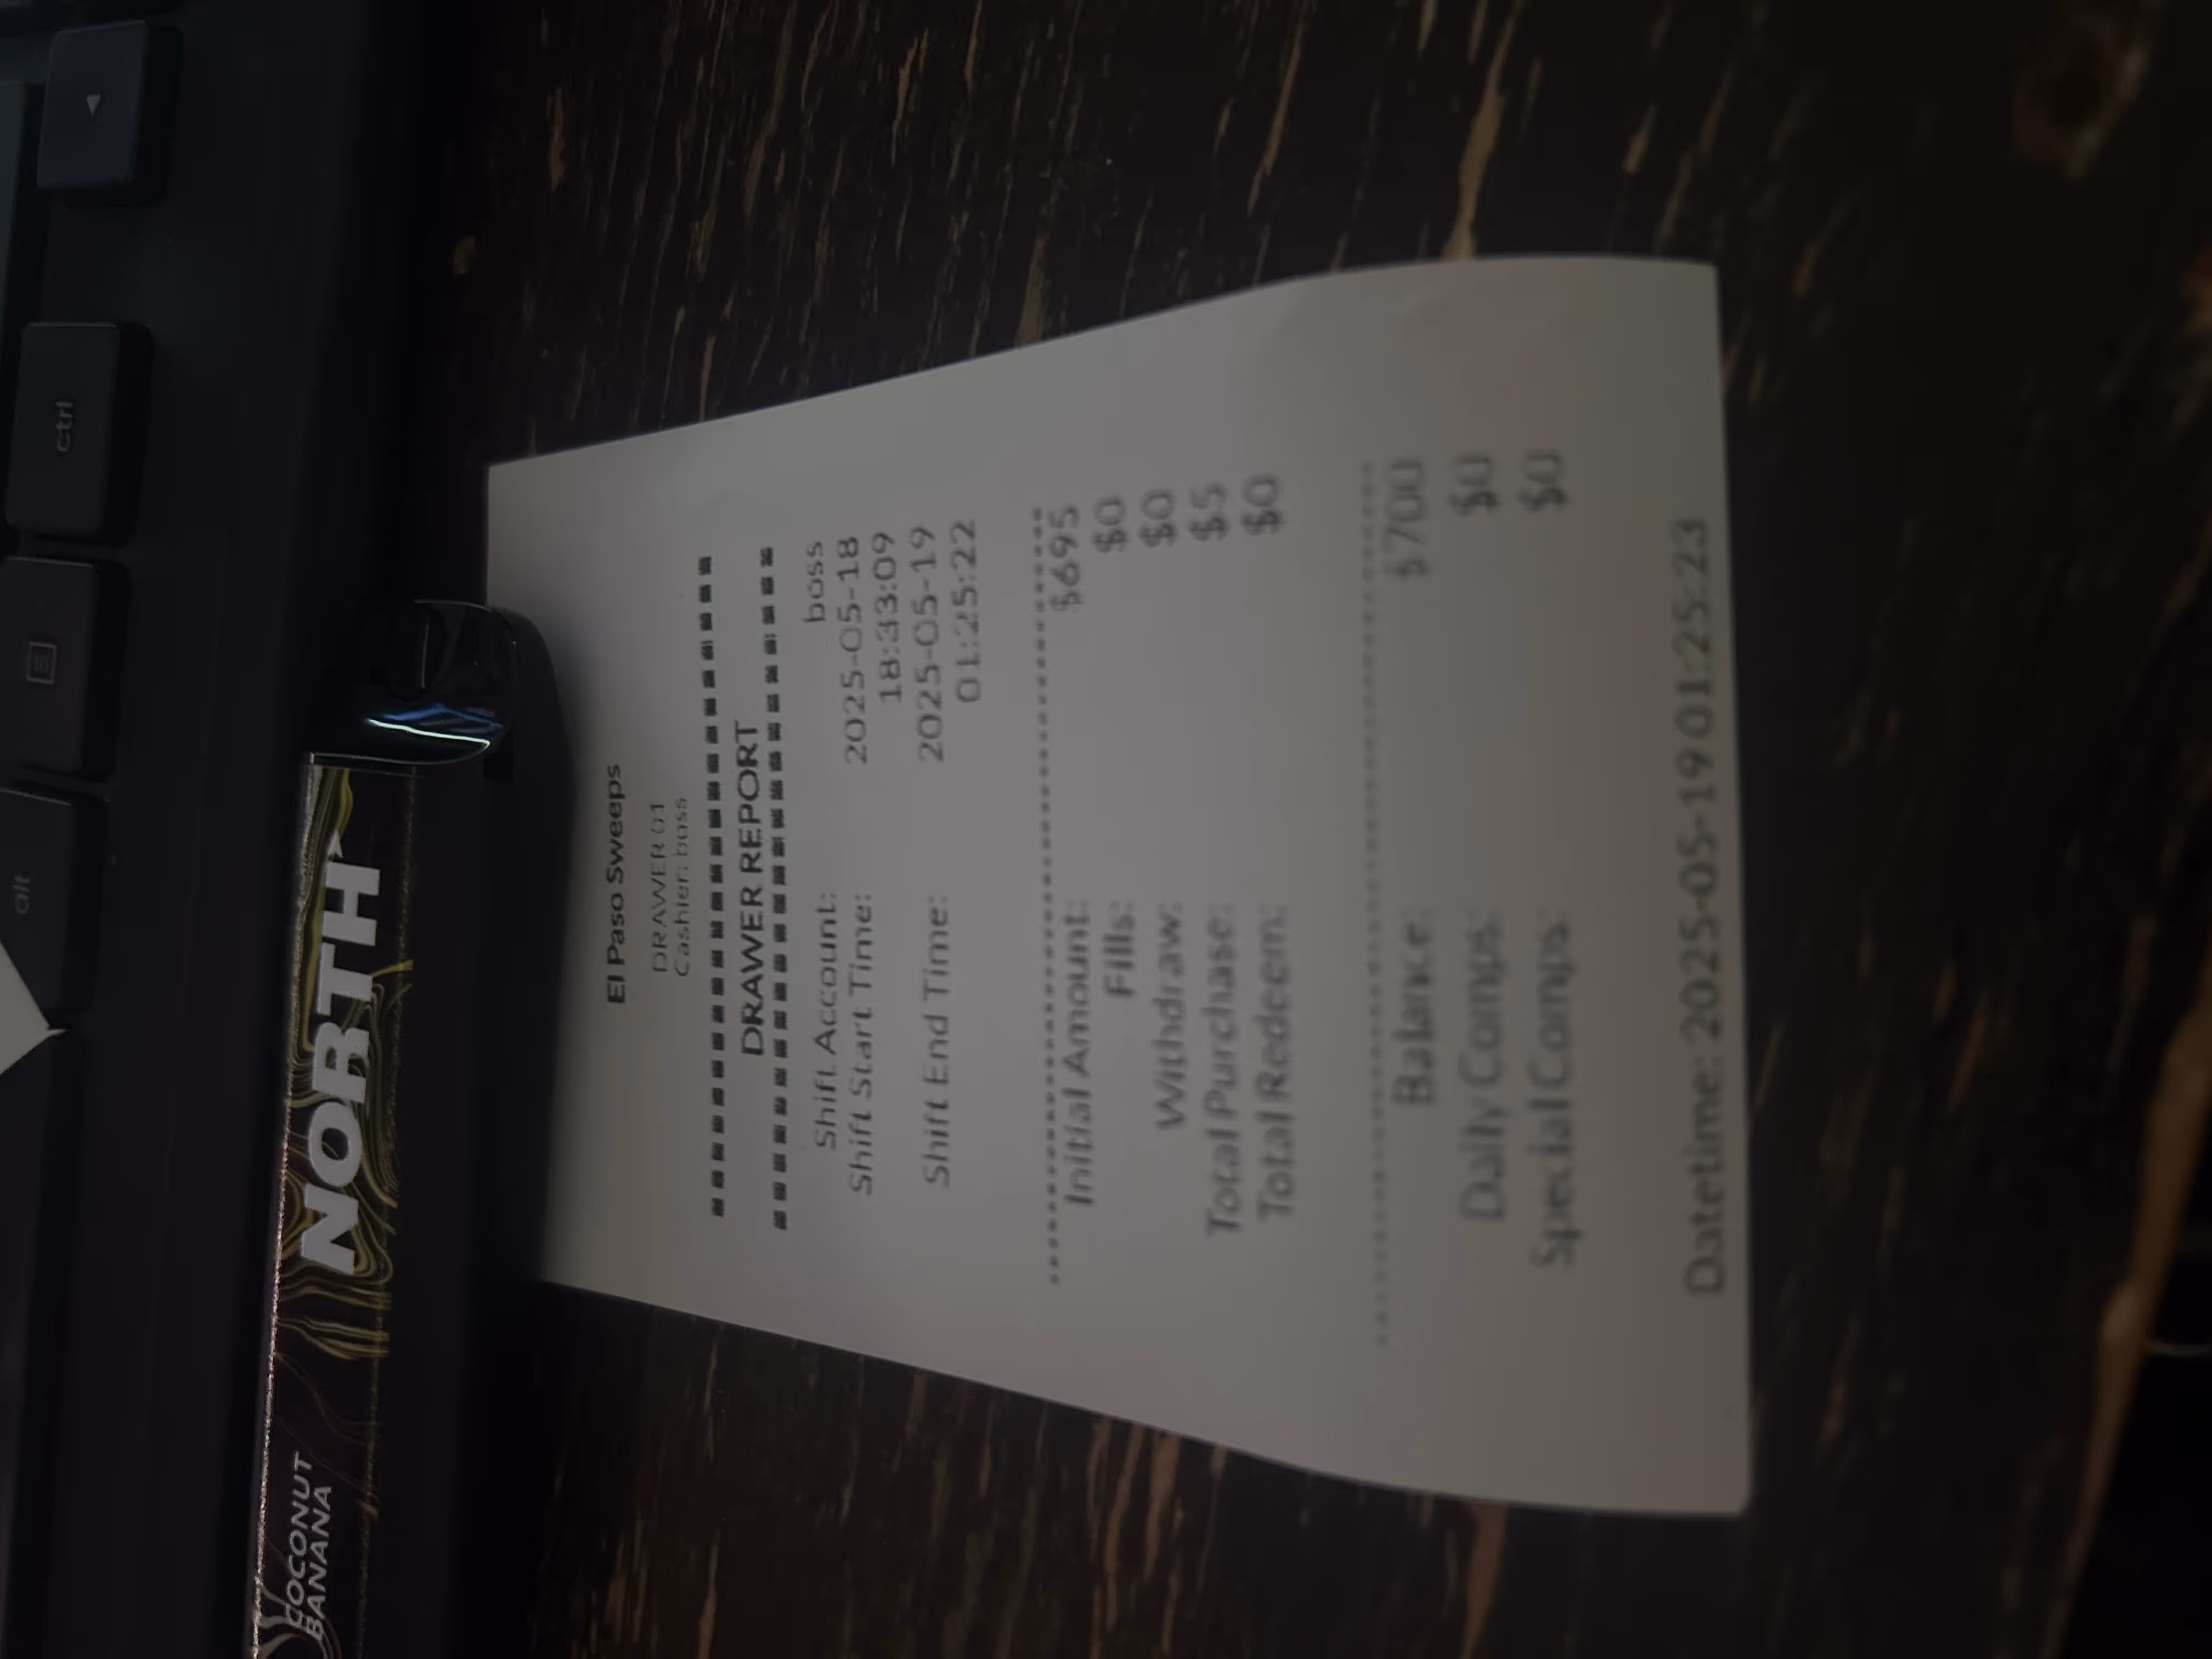 ctrl
alt
NORTH
COCONUT
BANANA
El Paso Sweeps
DRAWER 01
Cashier: boss
DRAWER REPORT
Shift Account: boss
Shift Start Time: 2025-05-18
18:33:09
Shift End Time: 2025-05-19
01:25:22
Initial Amount: $695
Fills: $0
Withdraw: $0
Total Purchase: $5
Total Redeem: $0
Balance: $700
Daily Comps: $0
Special Comps: $0
Datetime: 2025-05-19 01:25:23